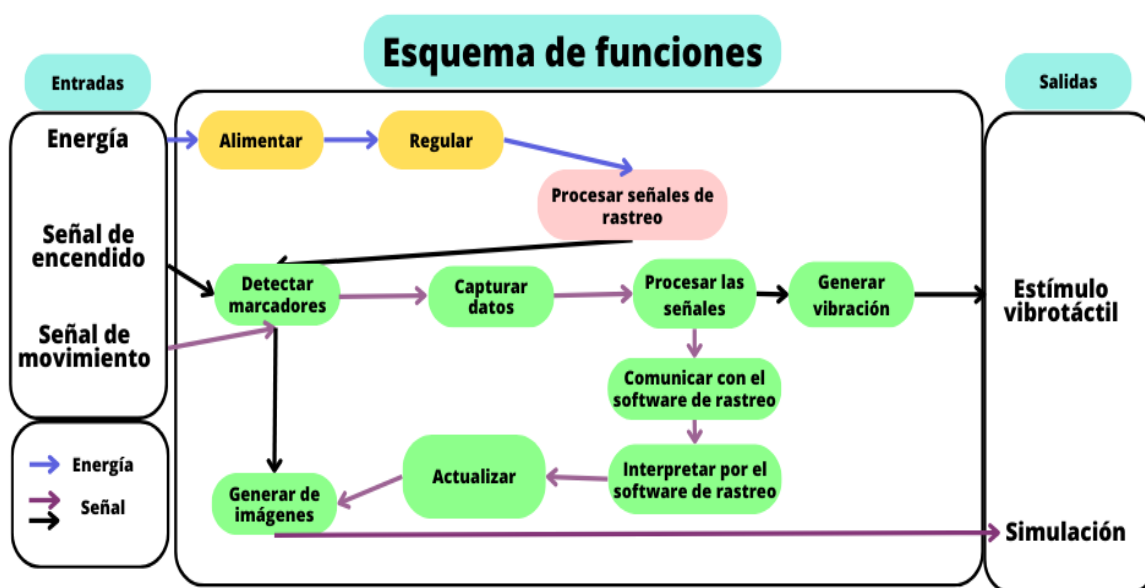 Esquema de funciones
Entradas
Salidas
Energía
Alimentar
Regular
Procesar señales de
rastreo
Señal de
encendido
Detectar
marcadores
Capturar
datos
Procesar las
señales
Generar
vibración
Estímulo
vibrotáctil
Señal de
movimiento
Comunicar con el
software de rastreo
Energía
Señal
Actualizar
Interpretar por el
software de rastreo
Generar de
imágenes
Simulación